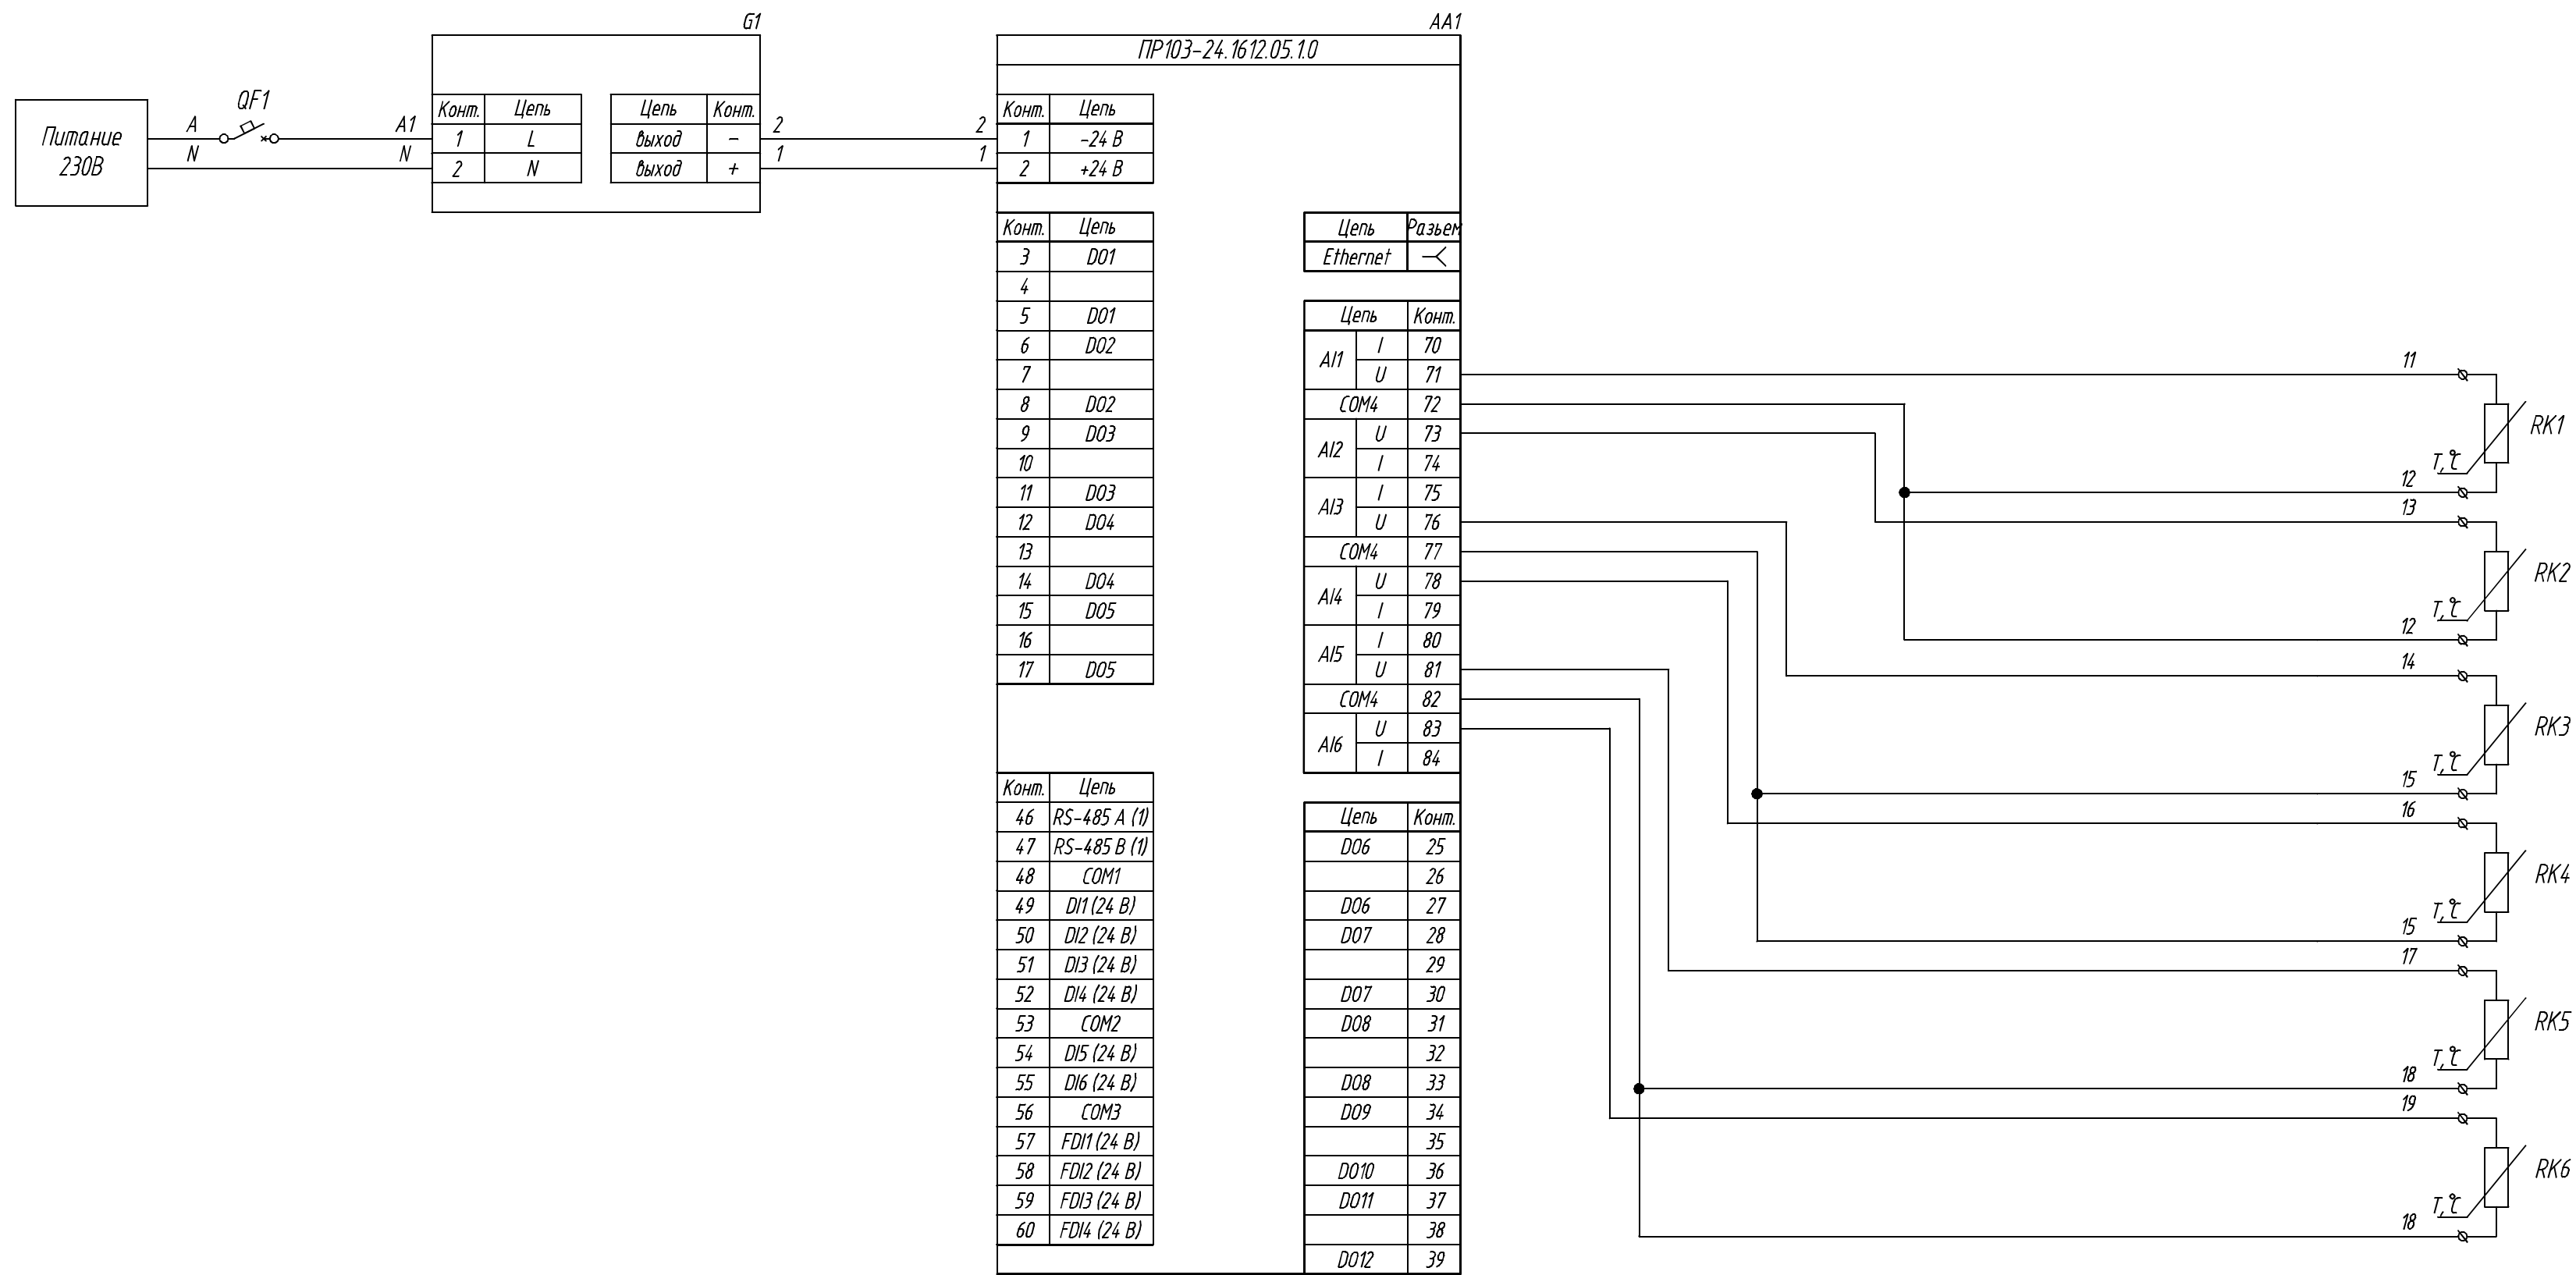 G1
AA1
ПР103-24.1612.05.1.0
Питание
230В
QF1
A
A1
N
N
Конт. Цепь
1 L
2 N
Цепь Конт.
выход -
выход +
2 2
1 1
Конт. Цепь
1 -24 В
2 +24 В
Конт. Цепь
3 DO1
4
5 DO1
6 DO2
7
8 DO2
9 DO3
10
11 DO3
12 DO4
13
14 DO4
15 DO5
16
17 DO5
Конт. Цепь
46 RS-485 A (1)
47 RS-485 B (1)
48 COM1
49 DI1 (24 В)
50 DI2 (24 В)
51 DI3 (24 В)
52 DI4 (24 В)
53 COM2
54 DI5 (24 В)
55 DI6 (24 В)
56 COM3
57 FDI1 (24 В)
58 FDI2 (24 В)
59 FDI3 (24 В)
60 FDI4 (24 В)
Цепь Разьем
Ethernet
Цепь Конт.
AI1 I 70
U 71
COM4 72
AI2 U 73
I 74
AI3 I 75
U 76
COM4 77
AI4 U 78
I 79
AI5 I 80
U 81
COM4 82
AI6 U 83
I 84
Цепь Конт.
DO6 25
26
DO6 27
DO7 28
29
DO7 30
DO8 31
32
DO8 33
DO9 34
35
DO10 36
DO11 37
38
DO12 39
11
RK1
T,°C
12
13
RK2
T,°C
12
14
RK3
T,°C
15
16
RK4
T,°C
15
17
RK5
T,°C
18
19
RK6
T,°C
18